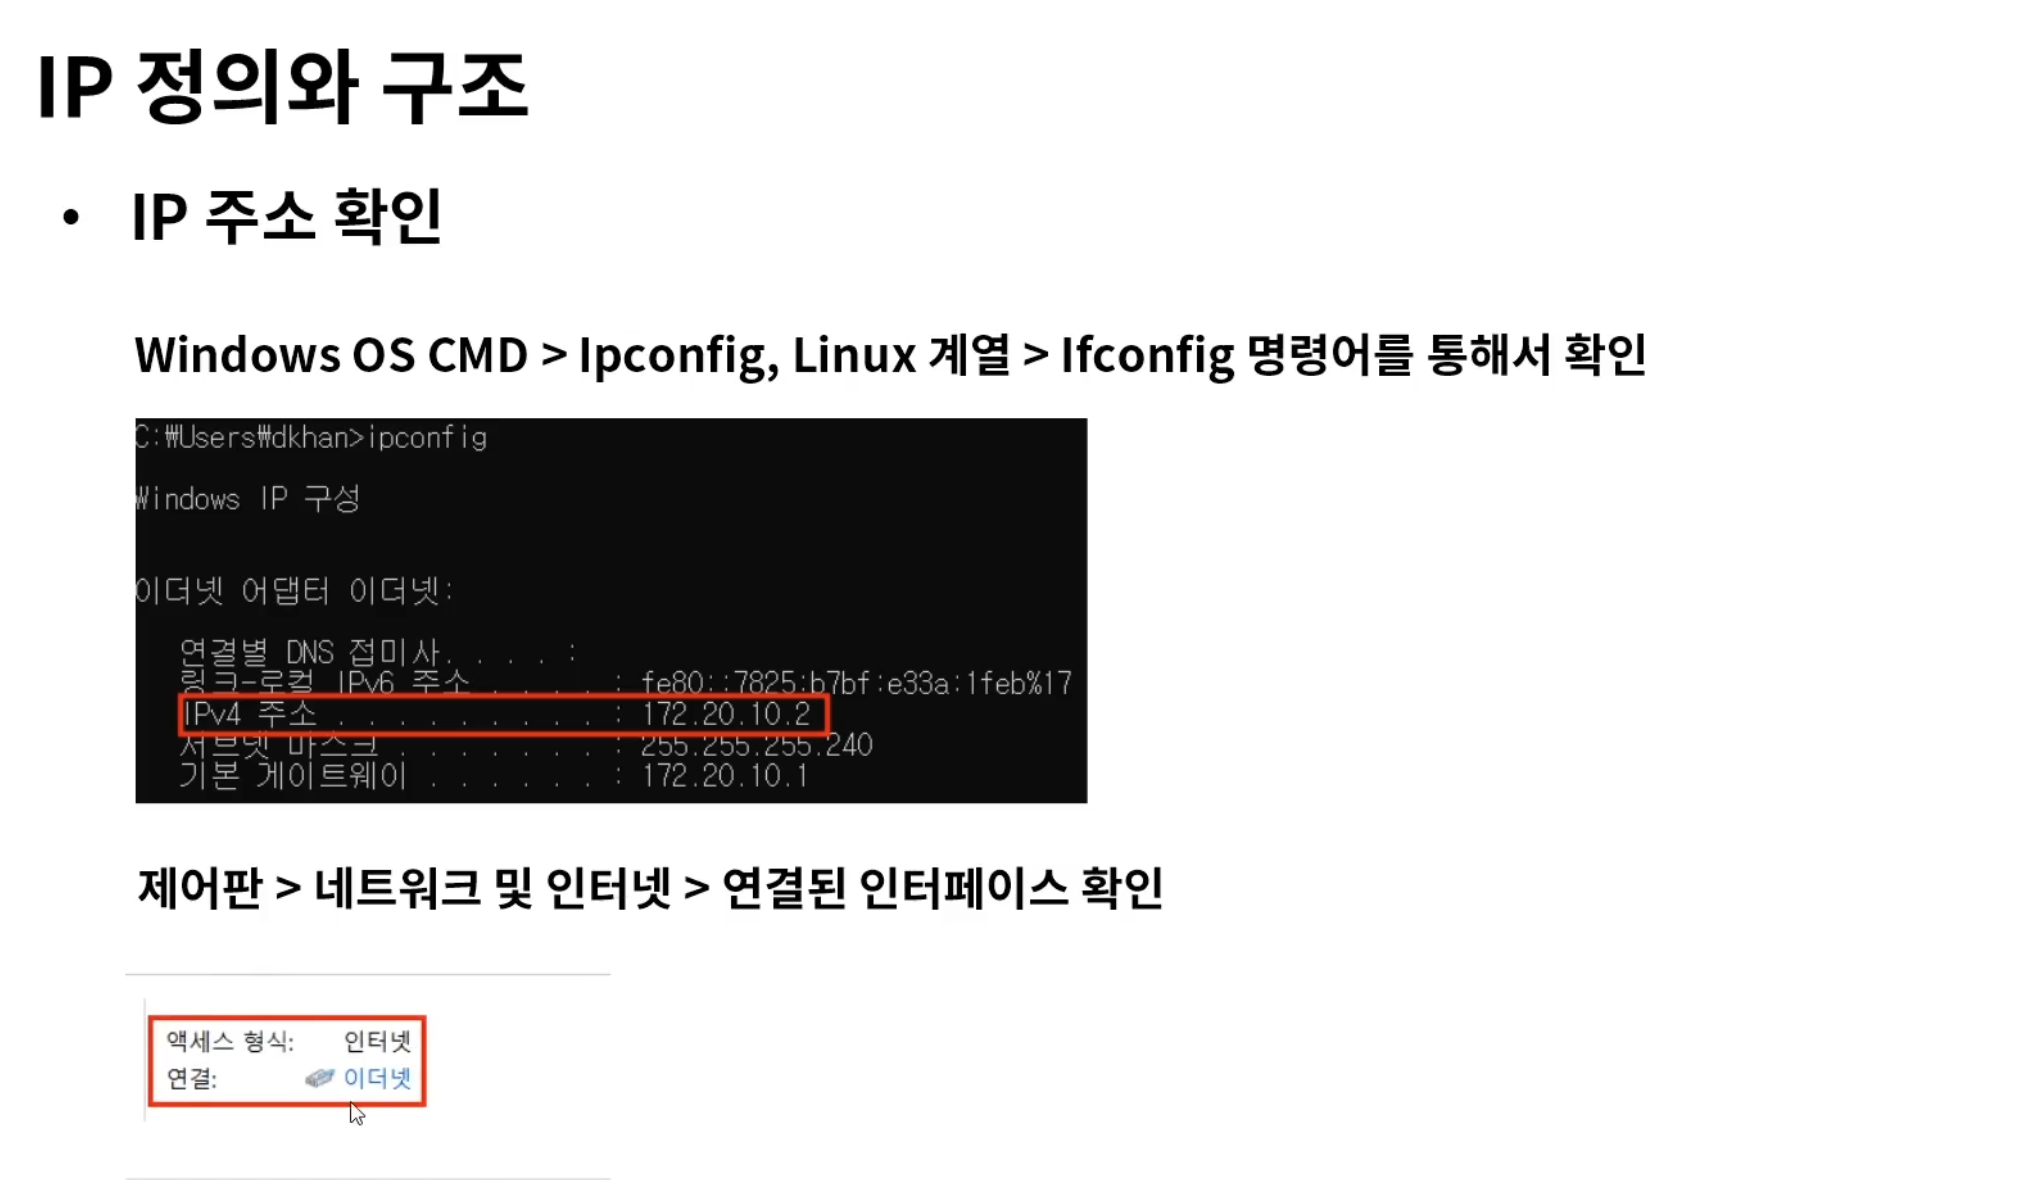 IP 정의와 구조
• IP 주소 확인
Windows OS CMD > Ipconfig, Linux 계열 > Ifconfig 명령어를 통해서 확인
C:₩Users₩dkhan>ipconfig
Windows IP 구성
이더넷 어댑터 이더넷:
연결별 DNS 접미사. . . . :
링크-로컬 IPv6 주소 . . . . : fe80::7825:b7bf:e33a:1feb%17
IPv4 주소 . . . . . . . . . : 172.20.10.2
서브넷 마스크 . . . . . . . : 255.255.255.240
기본 게이트웨이 . . . . . . : 172.20.10.1
제어판 > 네트워크 및 인터넷 > 연결된 인터페이스 확인
액세스 형식: 인터넷
연결: 이더넷